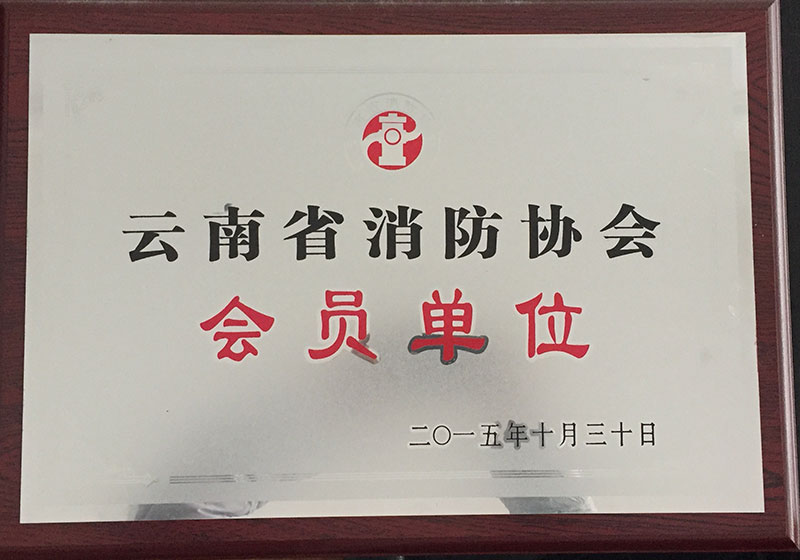 云南省消防协会
会员单位
二〇一五年十月三十日